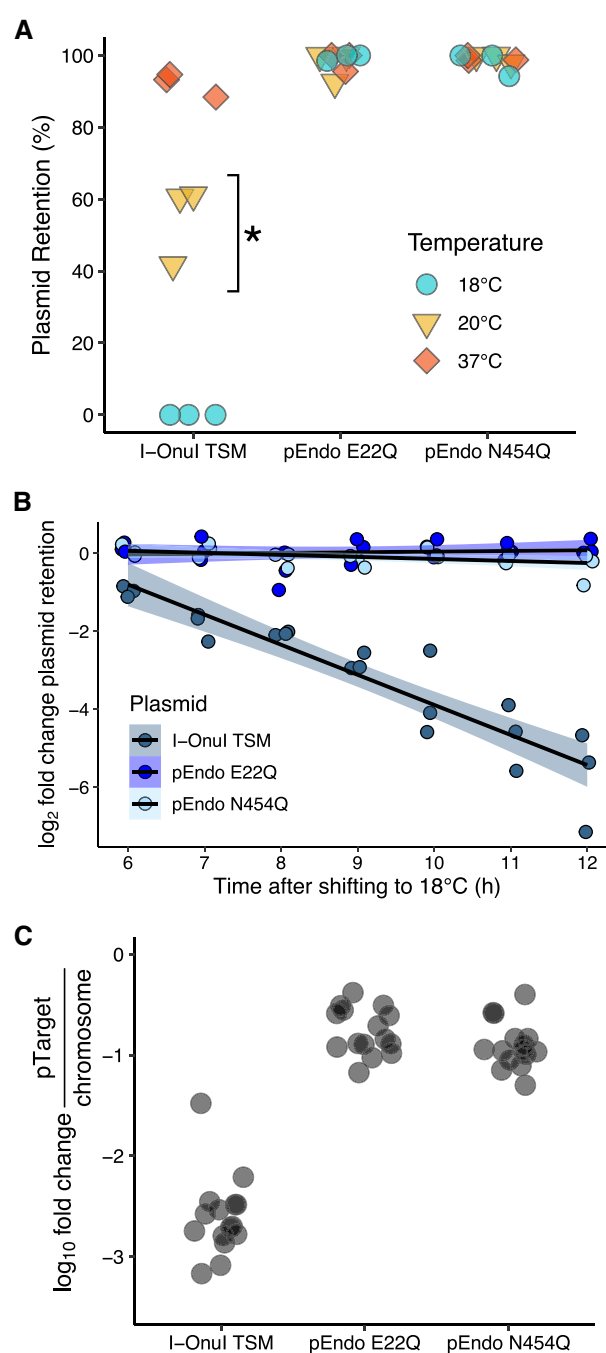 A
Plasmid Retention (%)
100
80
60
40
20
0
*
Temperature
18°C
20°C
37°C
I−OnuI TSM
pEndo E22Q
pEndo N454Q
B
log2 fold change plasmid retention
0
−2
−4
−6
Plasmid
I−OnuI TSM
pEndo E22Q
pEndo N454Q
6 7 8 9 10 11 12
Time after shifting to 18°C (h)
C
log10 fold change pTarget
chromosome
0
−1
−2
−3
I−OnuI TSM
pEndo E22Q
pEndo N454Q